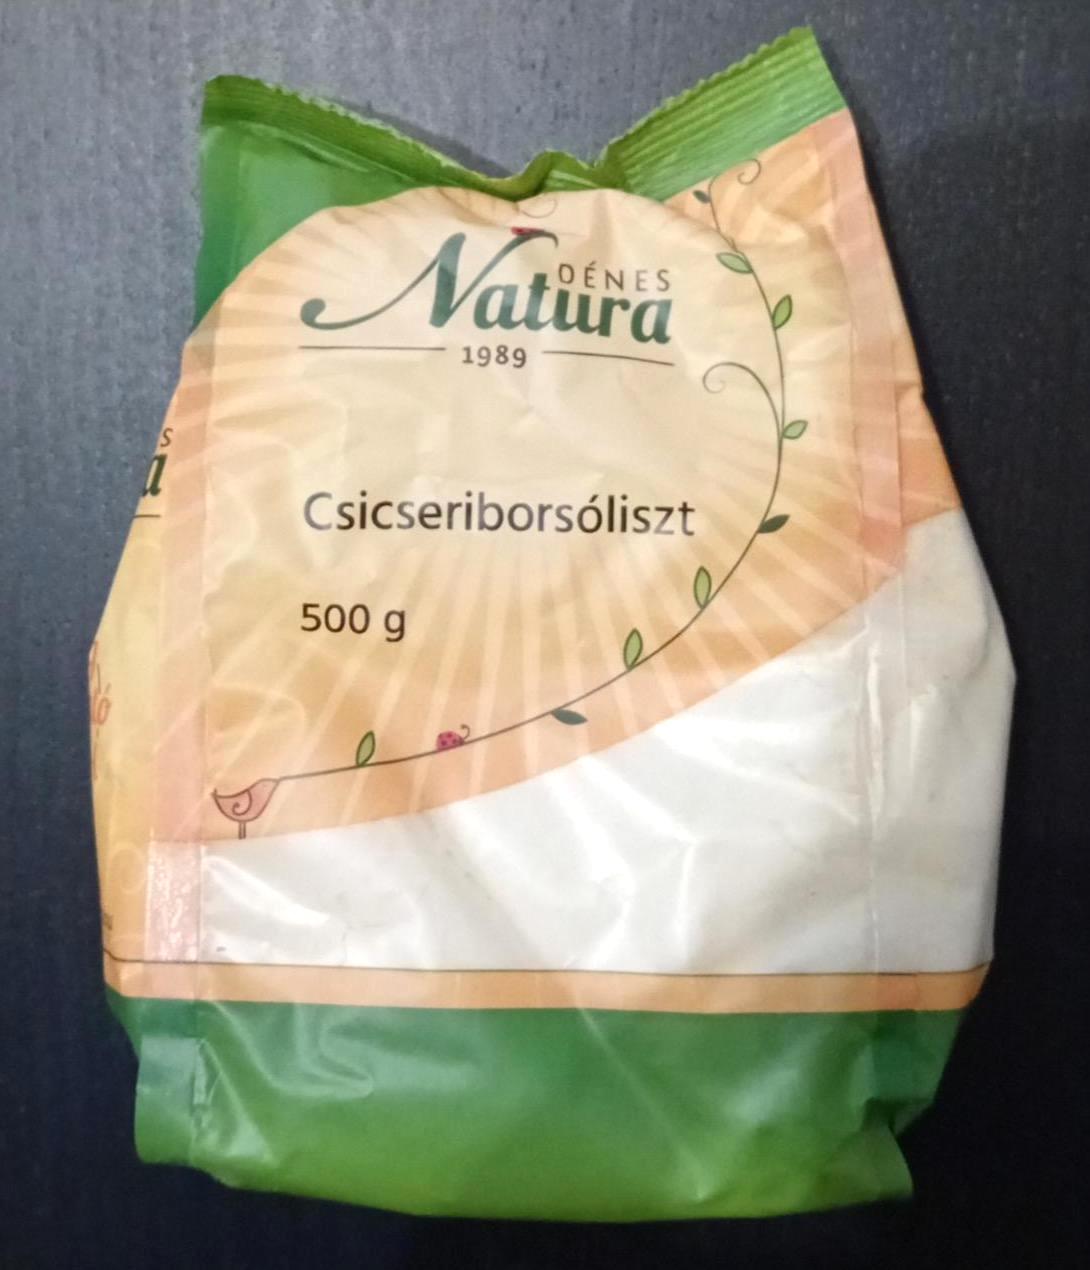 DÉNES
Natura
1989
Csicseriborsóliszt
500 g